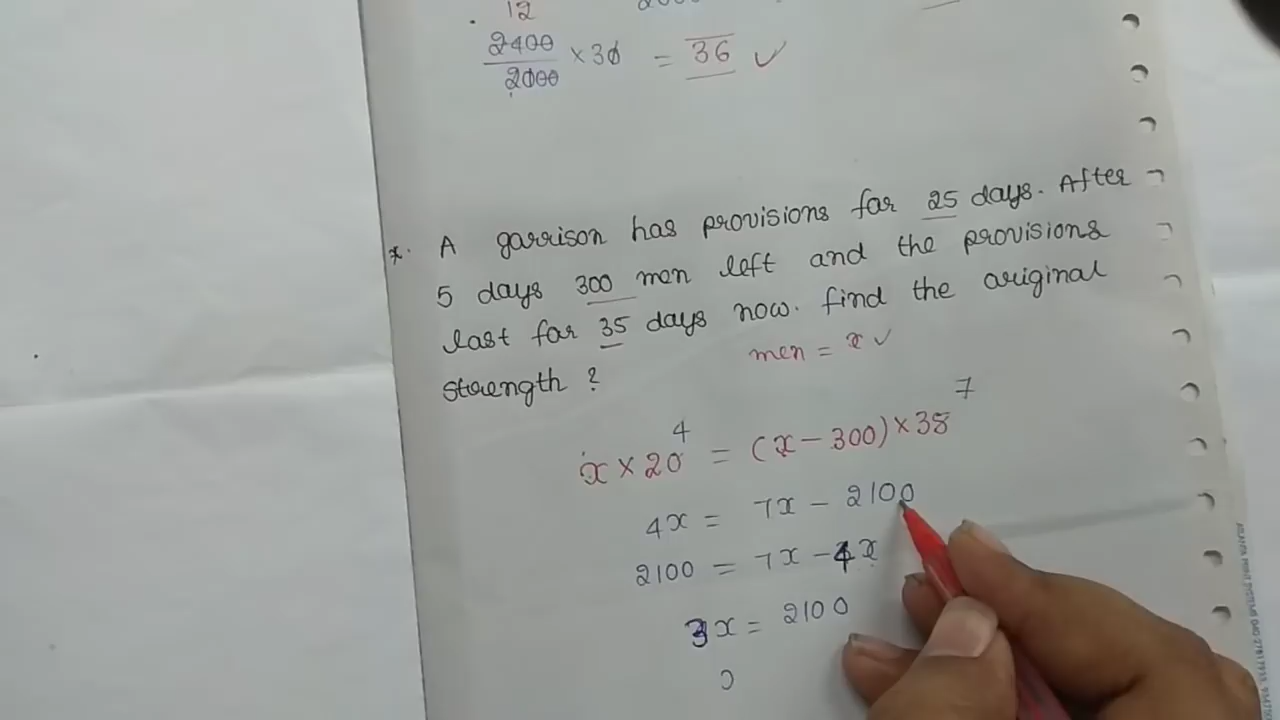 12
2400
2000
×30 = 36 ✓
*. A garrison has provisions for 25 days. After
5 days 300 men left and the provisions
last for 35 days now. find the original
strength ?
men = x ✓
4
7
x × 20 = (x - 300) × 35
4x = 7x - 2100
2100 = 7x - 4x
3x = 2100